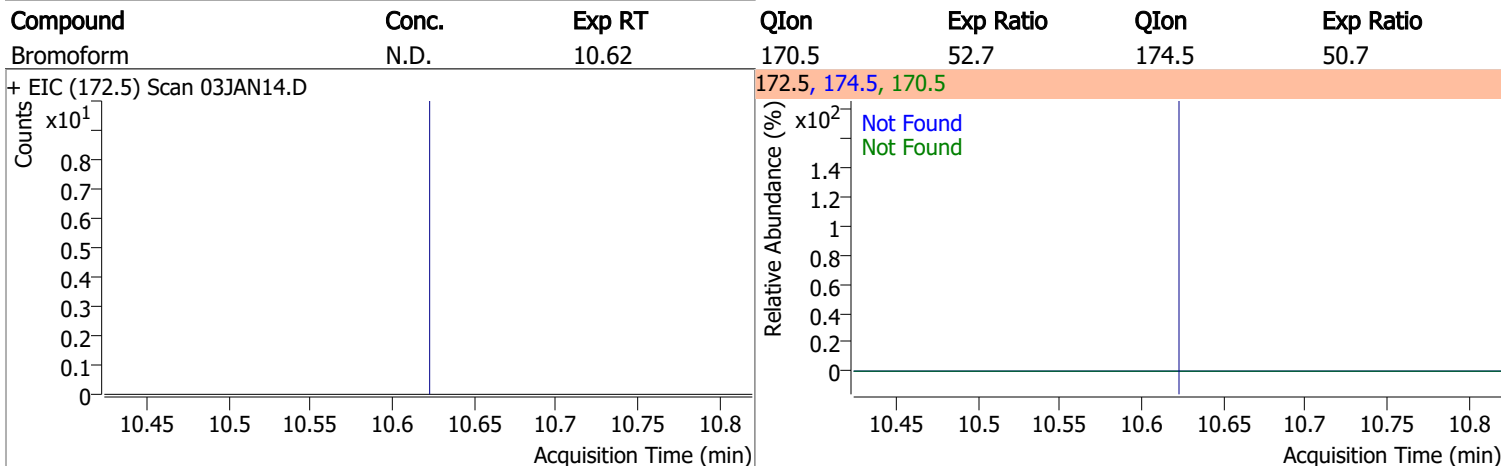 Compound Conc. Exp RT QIon Exp Ratio QIon Exp Ratio
Bromoform N.D. 10.62 170.5 52.7 174.5 50.7
+ EIC (172.5) Scan 03JAN14.D
Counts
x10¹
0.8
0.7
0.6
0.5
0.4
0.3
0.2
0.1
0
10.45 10.5 10.55 10.6 10.65 10.7 10.75 10.8
Acquisition Time (min)
172.5, 174.5, 170.5
Relative Abundance (%)
x10²
Not Found
Not Found
1.4
1.2
1
0.8
0.6
0.4
0.2
0
10.45 10.5 10.55 10.6 10.65 10.7 10.75 10.8
Acquisition Time (min)